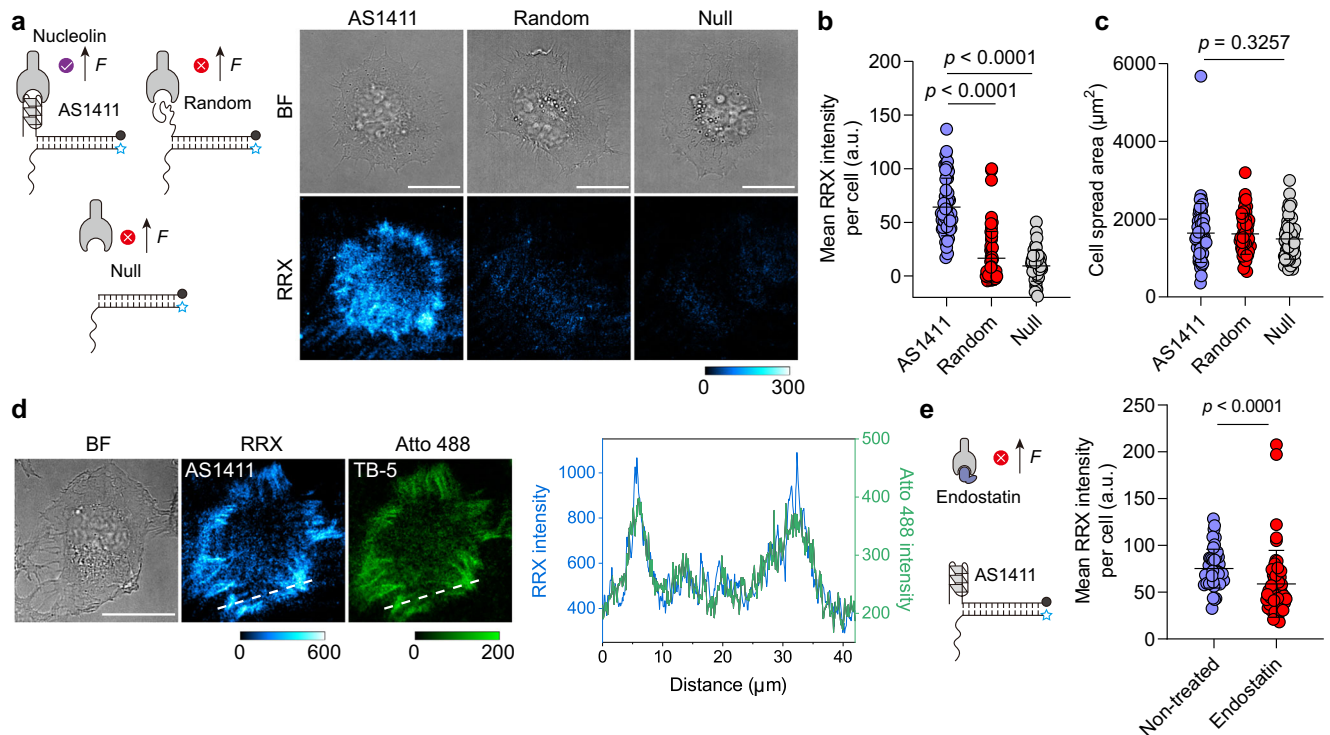 a
Nucleolin
F
AS1411
F
Random
F
Null
AS1411
Random
Null
BF
RRX
0
300
b
p < 0.0001
p < 0.0001
Mean RRX intensity
per cell (a.u.)
200
150
100
50
0
AS1411
Random
Null
c
p = 0.3257
Cell spread area (µm²)
6000
4000
2000
0
AS1411
Random
Null
d
BF
RRX
Atto 488
AS1411
TB-5
0
600
0
200
RRX intensity
1000
800
600
400
500
400
300
200
Atto 488 intensity
0
10
20
30
40
Distance (µm)
e
F
Endostatin
AS1411
p < 0.0001
Mean RRX intensity
per cell (a.u.)
250
200
150
100
50
0
Non-treated
Endostatin